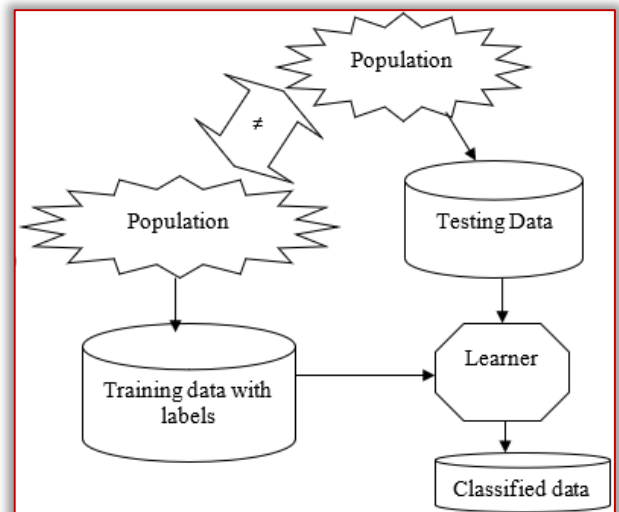 Population
≠
Population
Testing Data
Learner
Training data with
labels
Classified data